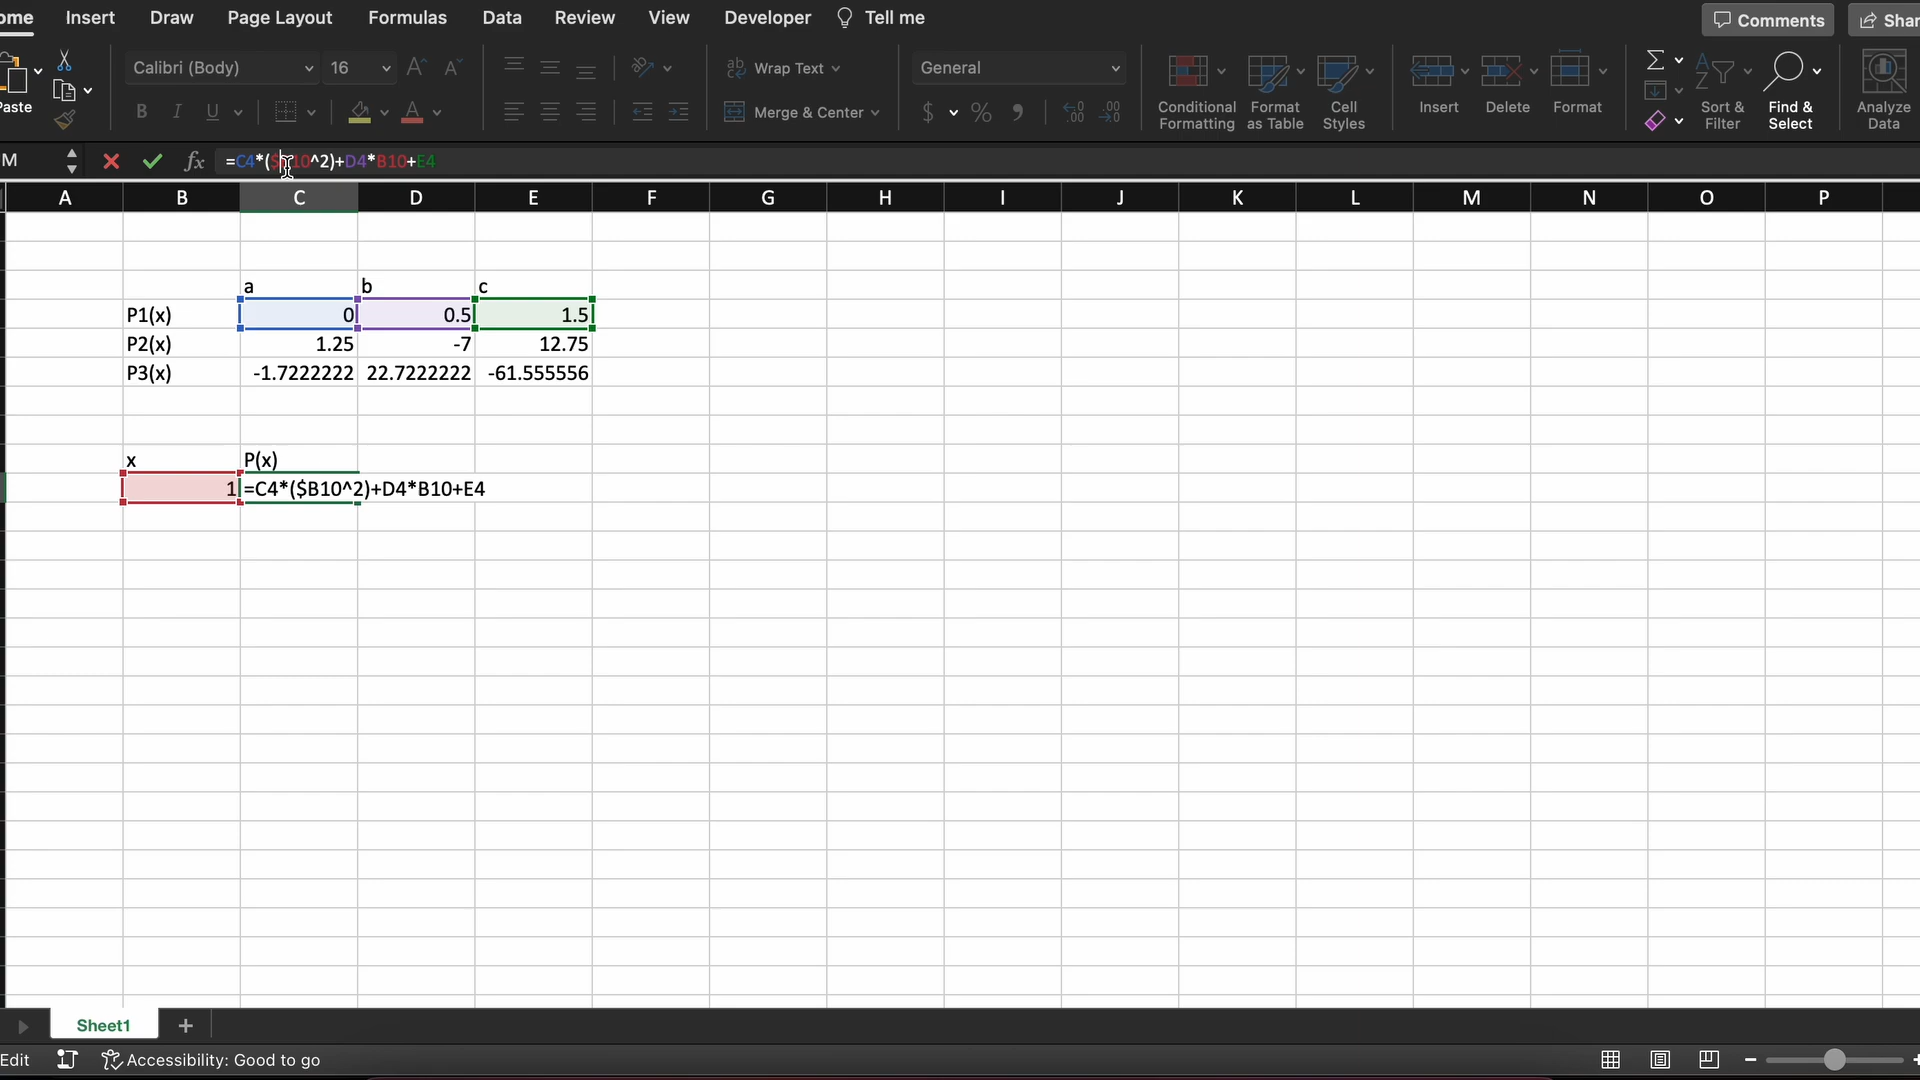 ome Insert Draw Page Layout Formulas Data Review View Developer Tell me Comments Shar
Calibri (Body) 16 Wrap Text General
Paste B I U Merge & Center $ % Conditional Formatting Format as Table Cell Styles Insert Delete Format Sort & Filter Find & Select Analyze Data
M fx =C4*($B10^2)+D4*B10+E4
A B C D E F G H I J K L M N O P
a b c
P1(x) 0 0.5 1.5
P2(x) 1.25 -7 12.75
P3(x) -1.7222222 22.7222222 -61.555556
x P(x)
1 =C4*($B10^2)+D4*B10+E4
Sheet1
Edit Accessibility: Good to go